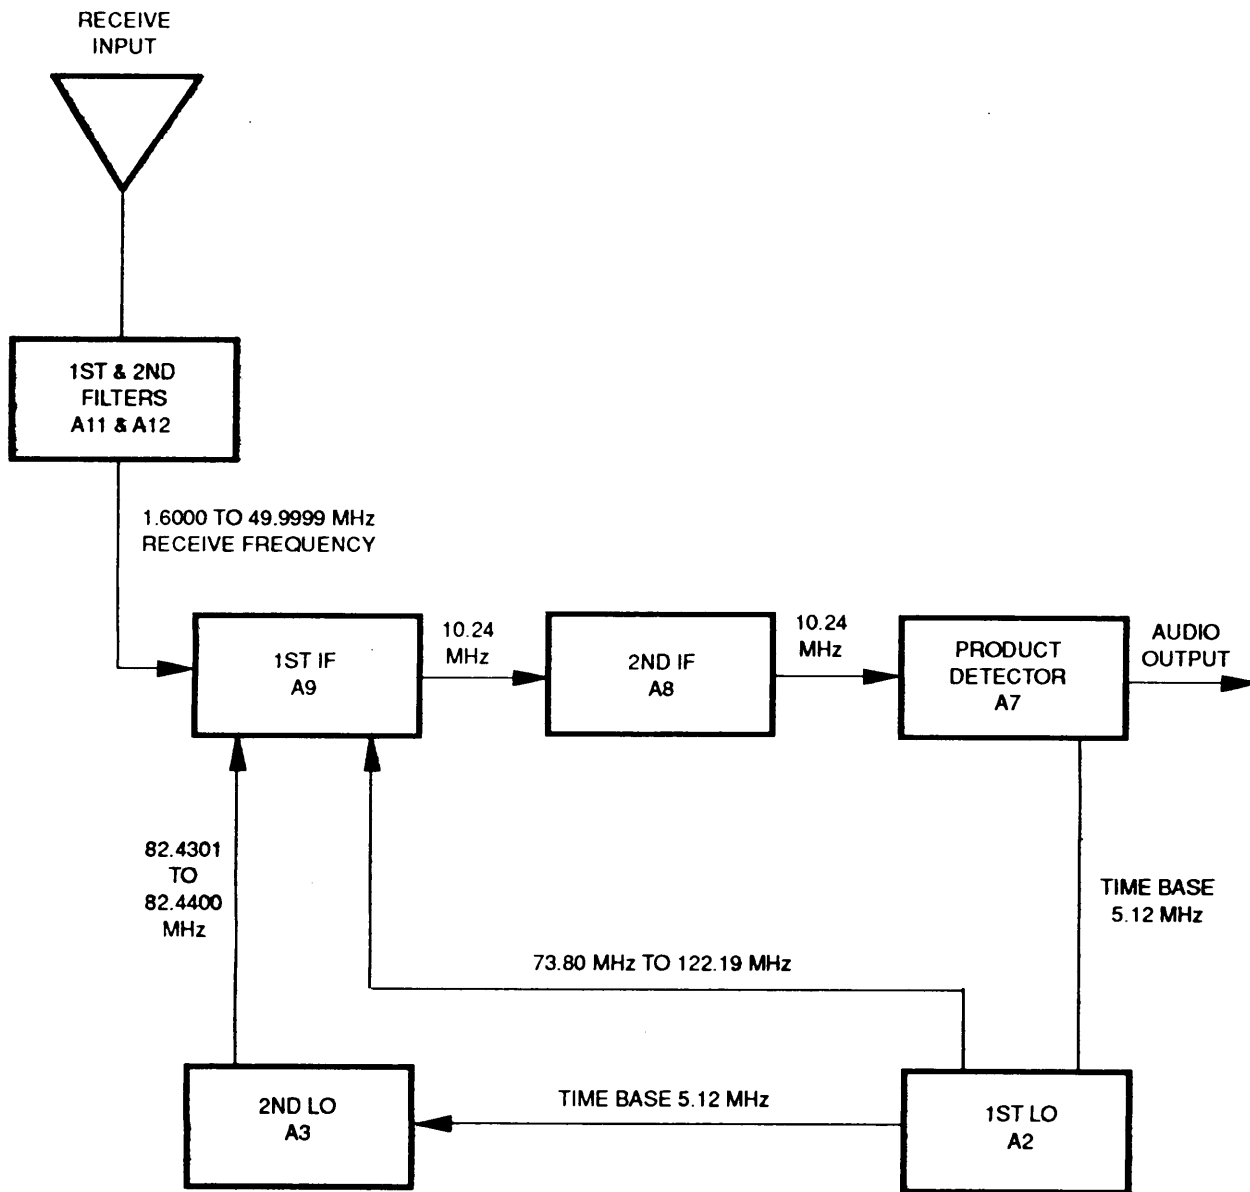 RECEIVE
INPUT
1ST & 2ND
FILTERS
A11 & A12
1.6000 TO 49.9999 MHz
RECEIVE FREQUENCY
1ST IF
A9
10.24
MHz
2ND IF
A8
10.24
MHz
PRODUCT
DETECTOR
A7
AUDIO
OUTPUT
82.4301
TO
82.4400
MHz
TIME BASE
5.12 MHz
73.80 MHz TO 122.19 MHz
2ND LO
A3
TIME BASE 5.12 MHz
1ST LO
A2